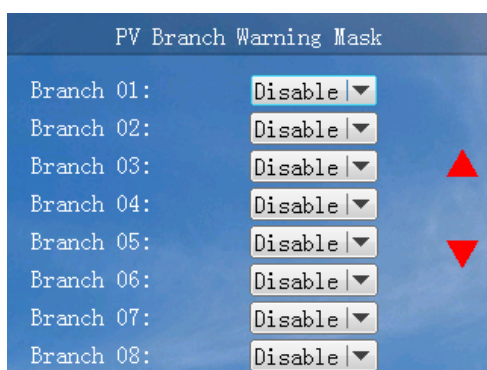 PV Branch Warning Mask
Branch 01: Disable
Branch 02: Disable
Branch 03: Disable
Branch 04: Disable
Branch 05: Disable
Branch 06: Disable
Branch 07: Disable
Branch 08: Disable